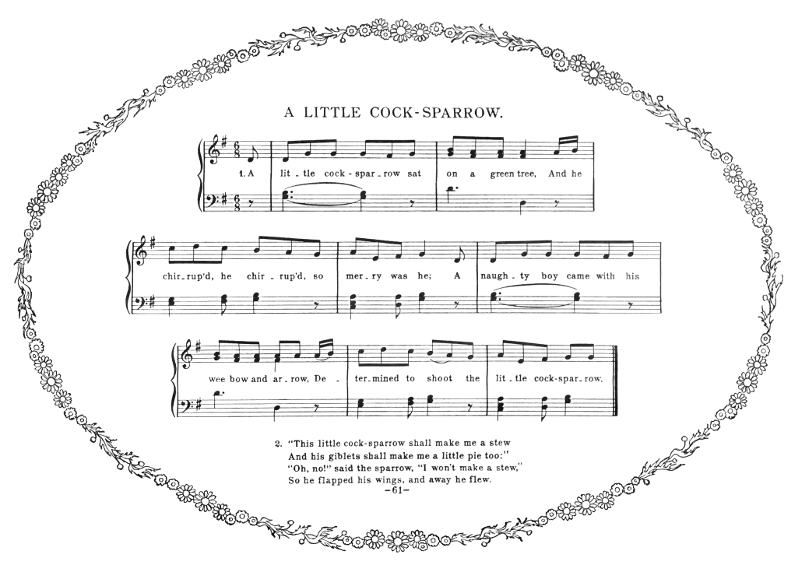 A LITTLE COCK-SPARROW.
1. A lit - tle cock - spar - row sat on a green tree, And he
chir - rup'd, he chir - rup'd, so mer - ry was he; A naugh - ty boy came with his
wee bow and ar - row, De - ter - mined to shoot the lit - tle cock-spar-row.
2. "This little cock-sparrow shall make me a stew
And his giblets shall make me a little pie too:"
"Oh, no!" said the sparrow, "I won't make a stew,"
So he flapped his wings, and away he flew.
—61—